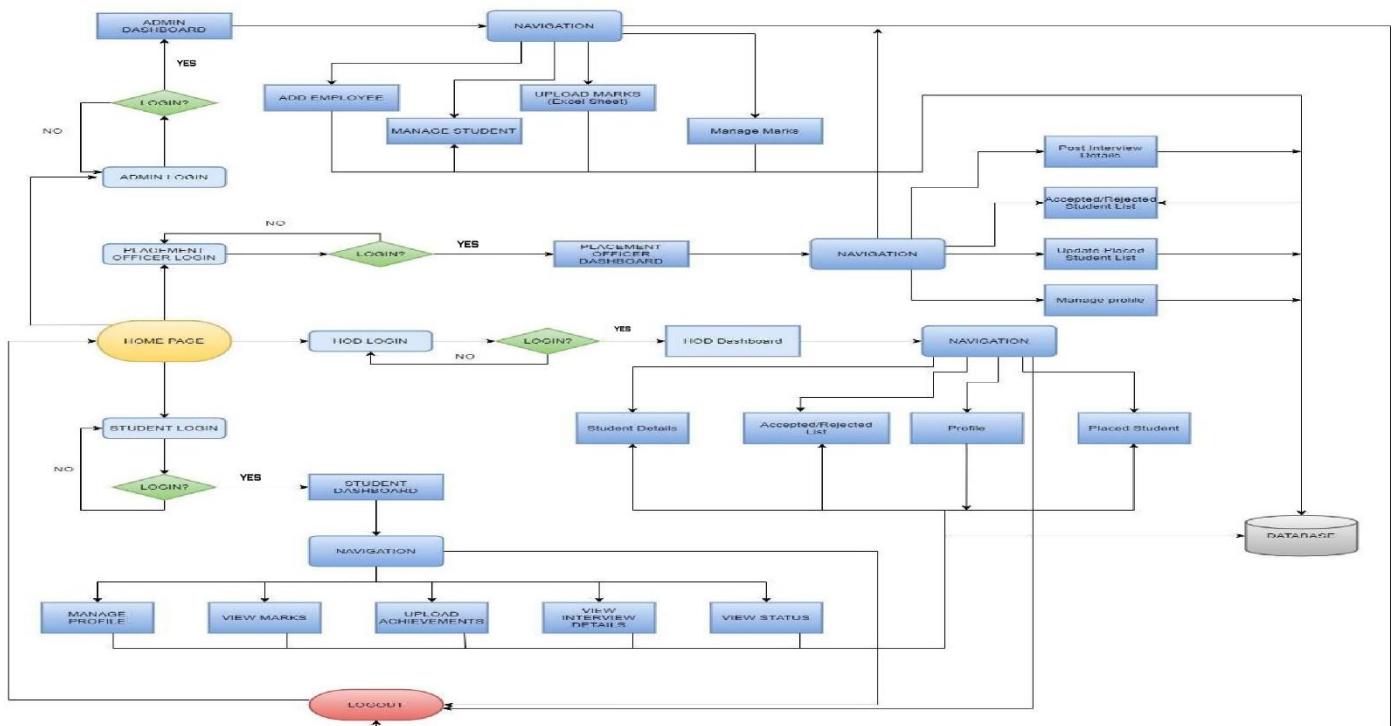 ADMIN
DASHBOARD
NAVIGATION
YES
LOGIN?
NO
ADMIN LOGIN
ADD EMPLOYEE
MANAGE STUDENT
UPLOAD MARKS
(Excel Sheet)
Manage Marks
Post Interview
Details
Accepted/Rejected
Student List
Update Placed
Student List
Manage profile
NO
PLACEMENT
OFFICER LOGIN
LOGIN?
YES
PLACEMENT
OFFICER
DASHBOARD
NAVIGATION
HOME PAGE
HOD LOGIN
LOGIN?
NO
YES
HOD Dashboard
NAVIGATION
Student Details
Accepted/Rejected
List
Profile
Placed Student
STUDENT LOGIN
NO
LOGIN?
YES
STUDENT
DASHBOARD
NAVIGATION
DATABASE
MANAGE
PROFILE
VIEW MARKS
UPLOAD
ACHIEVEMENTS
VIEW
INTERVIEW
DETAILS
VIEW STATUS
LOGOUT